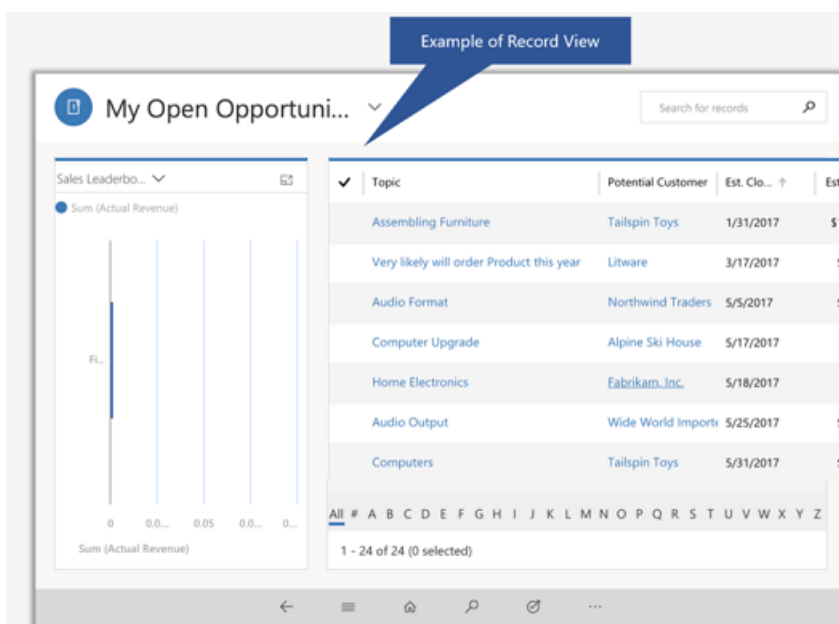 Example of Record View
My Open Opportuni...
Search for records
Sales Leaderbo...
Sum (Actual Revenue)
Fi...
0 0.0... 0.05 0.0... 0...
Sum (Actual Revenue)
Topic Potential Customer Est. Clo... ↑ Est
Assembling Furniture Tailspin Toys 1/31/2017 $
Very likely will order Product this year Litware 3/17/2017
Audio Format Northwind Traders 5/5/2017
Computer Upgrade Alpine Ski House 5/17/2017
Home Electronics Fabrikam, Inc. 5/18/2017
Audio Output Wide World Importe 5/25/2017
Computers Tailspin Toys 5/31/2017
All # A B C D E F G H I J K L M N O P Q R S T U V W X Y Z
1 - 24 of 24 (0 selected)